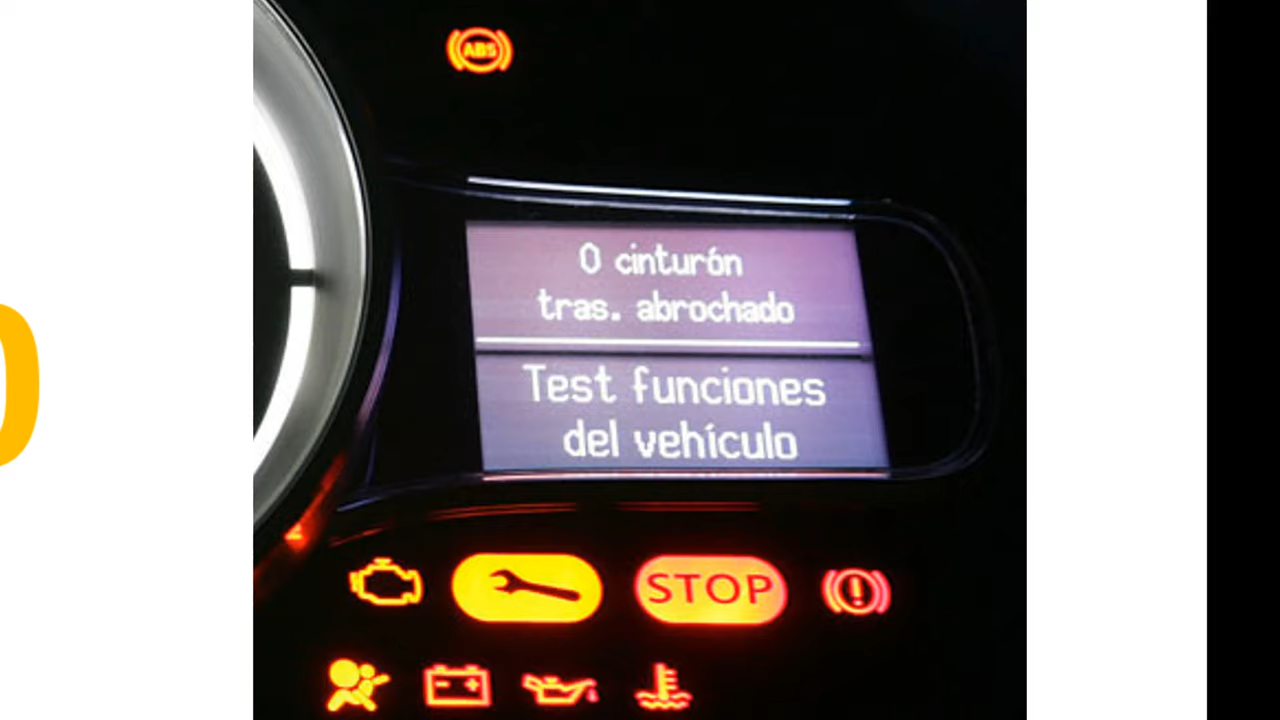 ABS
0 cinturón
tras. abrochado
Test funciones
del vehículo
STOP